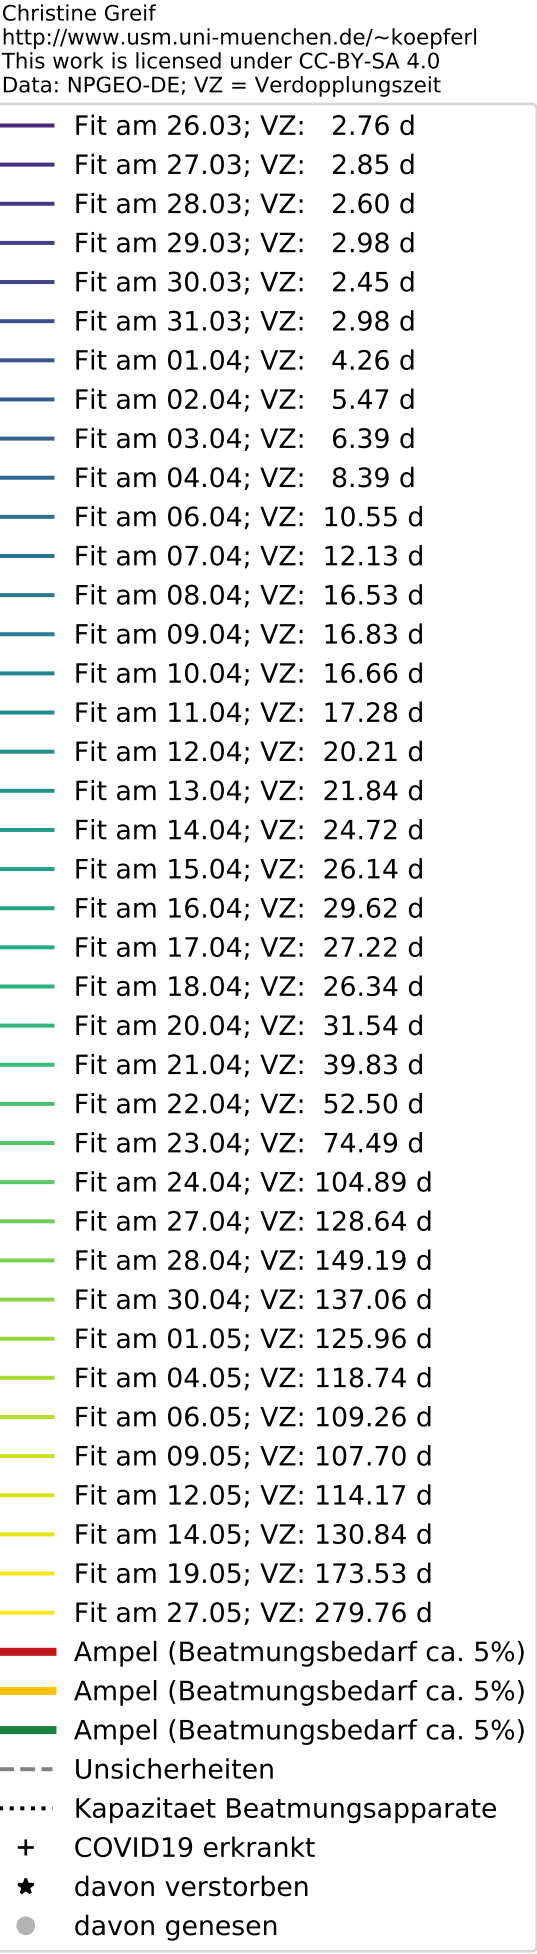 Christine Greif
http://www.usm.uni-muenchen.de/~koepferl
This work is licensed under CC-BY-SA 4.0
Data: NPGEO-DE; VZ = Verdopplungszeit
Fit am 26.03; VZ: 2.76 d
Fit am 27.03; VZ: 2.85 d
Fit am 28.03; VZ: 2.60 d
Fit am 29.03; VZ: 2.98 d
Fit am 30.03; VZ: 2.45 d
Fit am 31.03; VZ: 2.98 d
Fit am 01.04; VZ: 4.26 d
Fit am 02.04; VZ: 5.47 d
Fit am 03.04; VZ: 6.39 d
Fit am 04.04; VZ: 8.39 d
Fit am 06.04; VZ: 10.55 d
Fit am 07.04; VZ: 12.13 d
Fit am 08.04; VZ: 16.53 d
Fit am 09.04; VZ: 16.83 d
Fit am 10.04; VZ: 16.66 d
Fit am 11.04; VZ: 17.28 d
Fit am 12.04; VZ: 20.21 d
Fit am 13.04; VZ: 21.84 d
Fit am 14.04; VZ: 24.72 d
Fit am 15.04; VZ: 26.14 d
Fit am 16.04; VZ: 29.62 d
Fit am 17.04; VZ: 27.22 d
Fit am 18.04; VZ: 26.34 d
Fit am 20.04; VZ: 31.54 d
Fit am 21.04; VZ: 39.83 d
Fit am 22.04; VZ: 52.50 d
Fit am 23.04; VZ: 74.49 d
Fit am 24.04; VZ: 104.89 d
Fit am 27.04; VZ: 128.64 d
Fit am 28.04; VZ: 149.19 d
Fit am 30.04; VZ: 137.06 d
Fit am 01.05; VZ: 125.96 d
Fit am 04.05; VZ: 118.74 d
Fit am 06.05; VZ: 109.26 d
Fit am 09.05; VZ: 107.70 d
Fit am 12.05; VZ: 114.17 d
Fit am 14.05; VZ: 130.84 d
Fit am 19.05; VZ: 173.53 d
Fit am 27.05; VZ: 279.76 d
Ampel (Beatmungsbedarf ca. 5%)
Ampel (Beatmungsbedarf ca. 5%)
Ampel (Beatmungsbedarf ca. 5%)
Unsicherheiten
Kapazitaet Beatmungsapparate
COVID19 erkrankt
davon verstorben
davon genesen